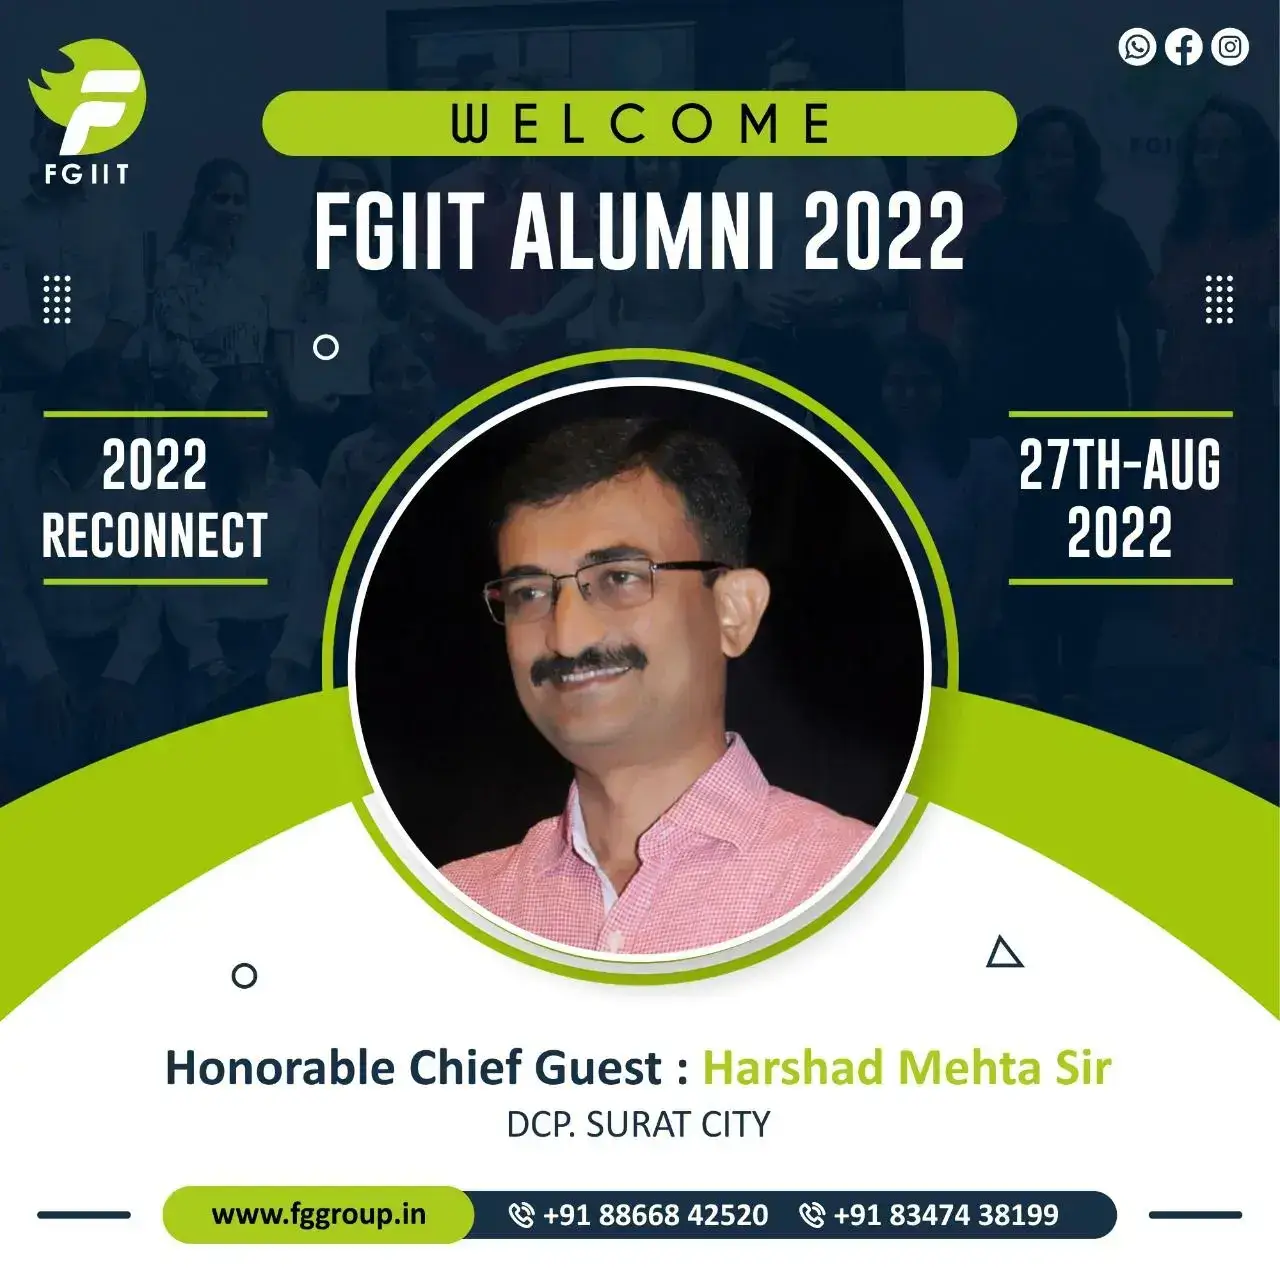 FGIIT
WELCOME
FGIIT ALUMNI 2022
2022
RECONNECT
27TH-AUG
2022
Honorable Chief Guest : Harshad Mehta Sir
DCP. SURAT CITY
www.fggroup.in
+91 88668 42520
+91 83474 38199